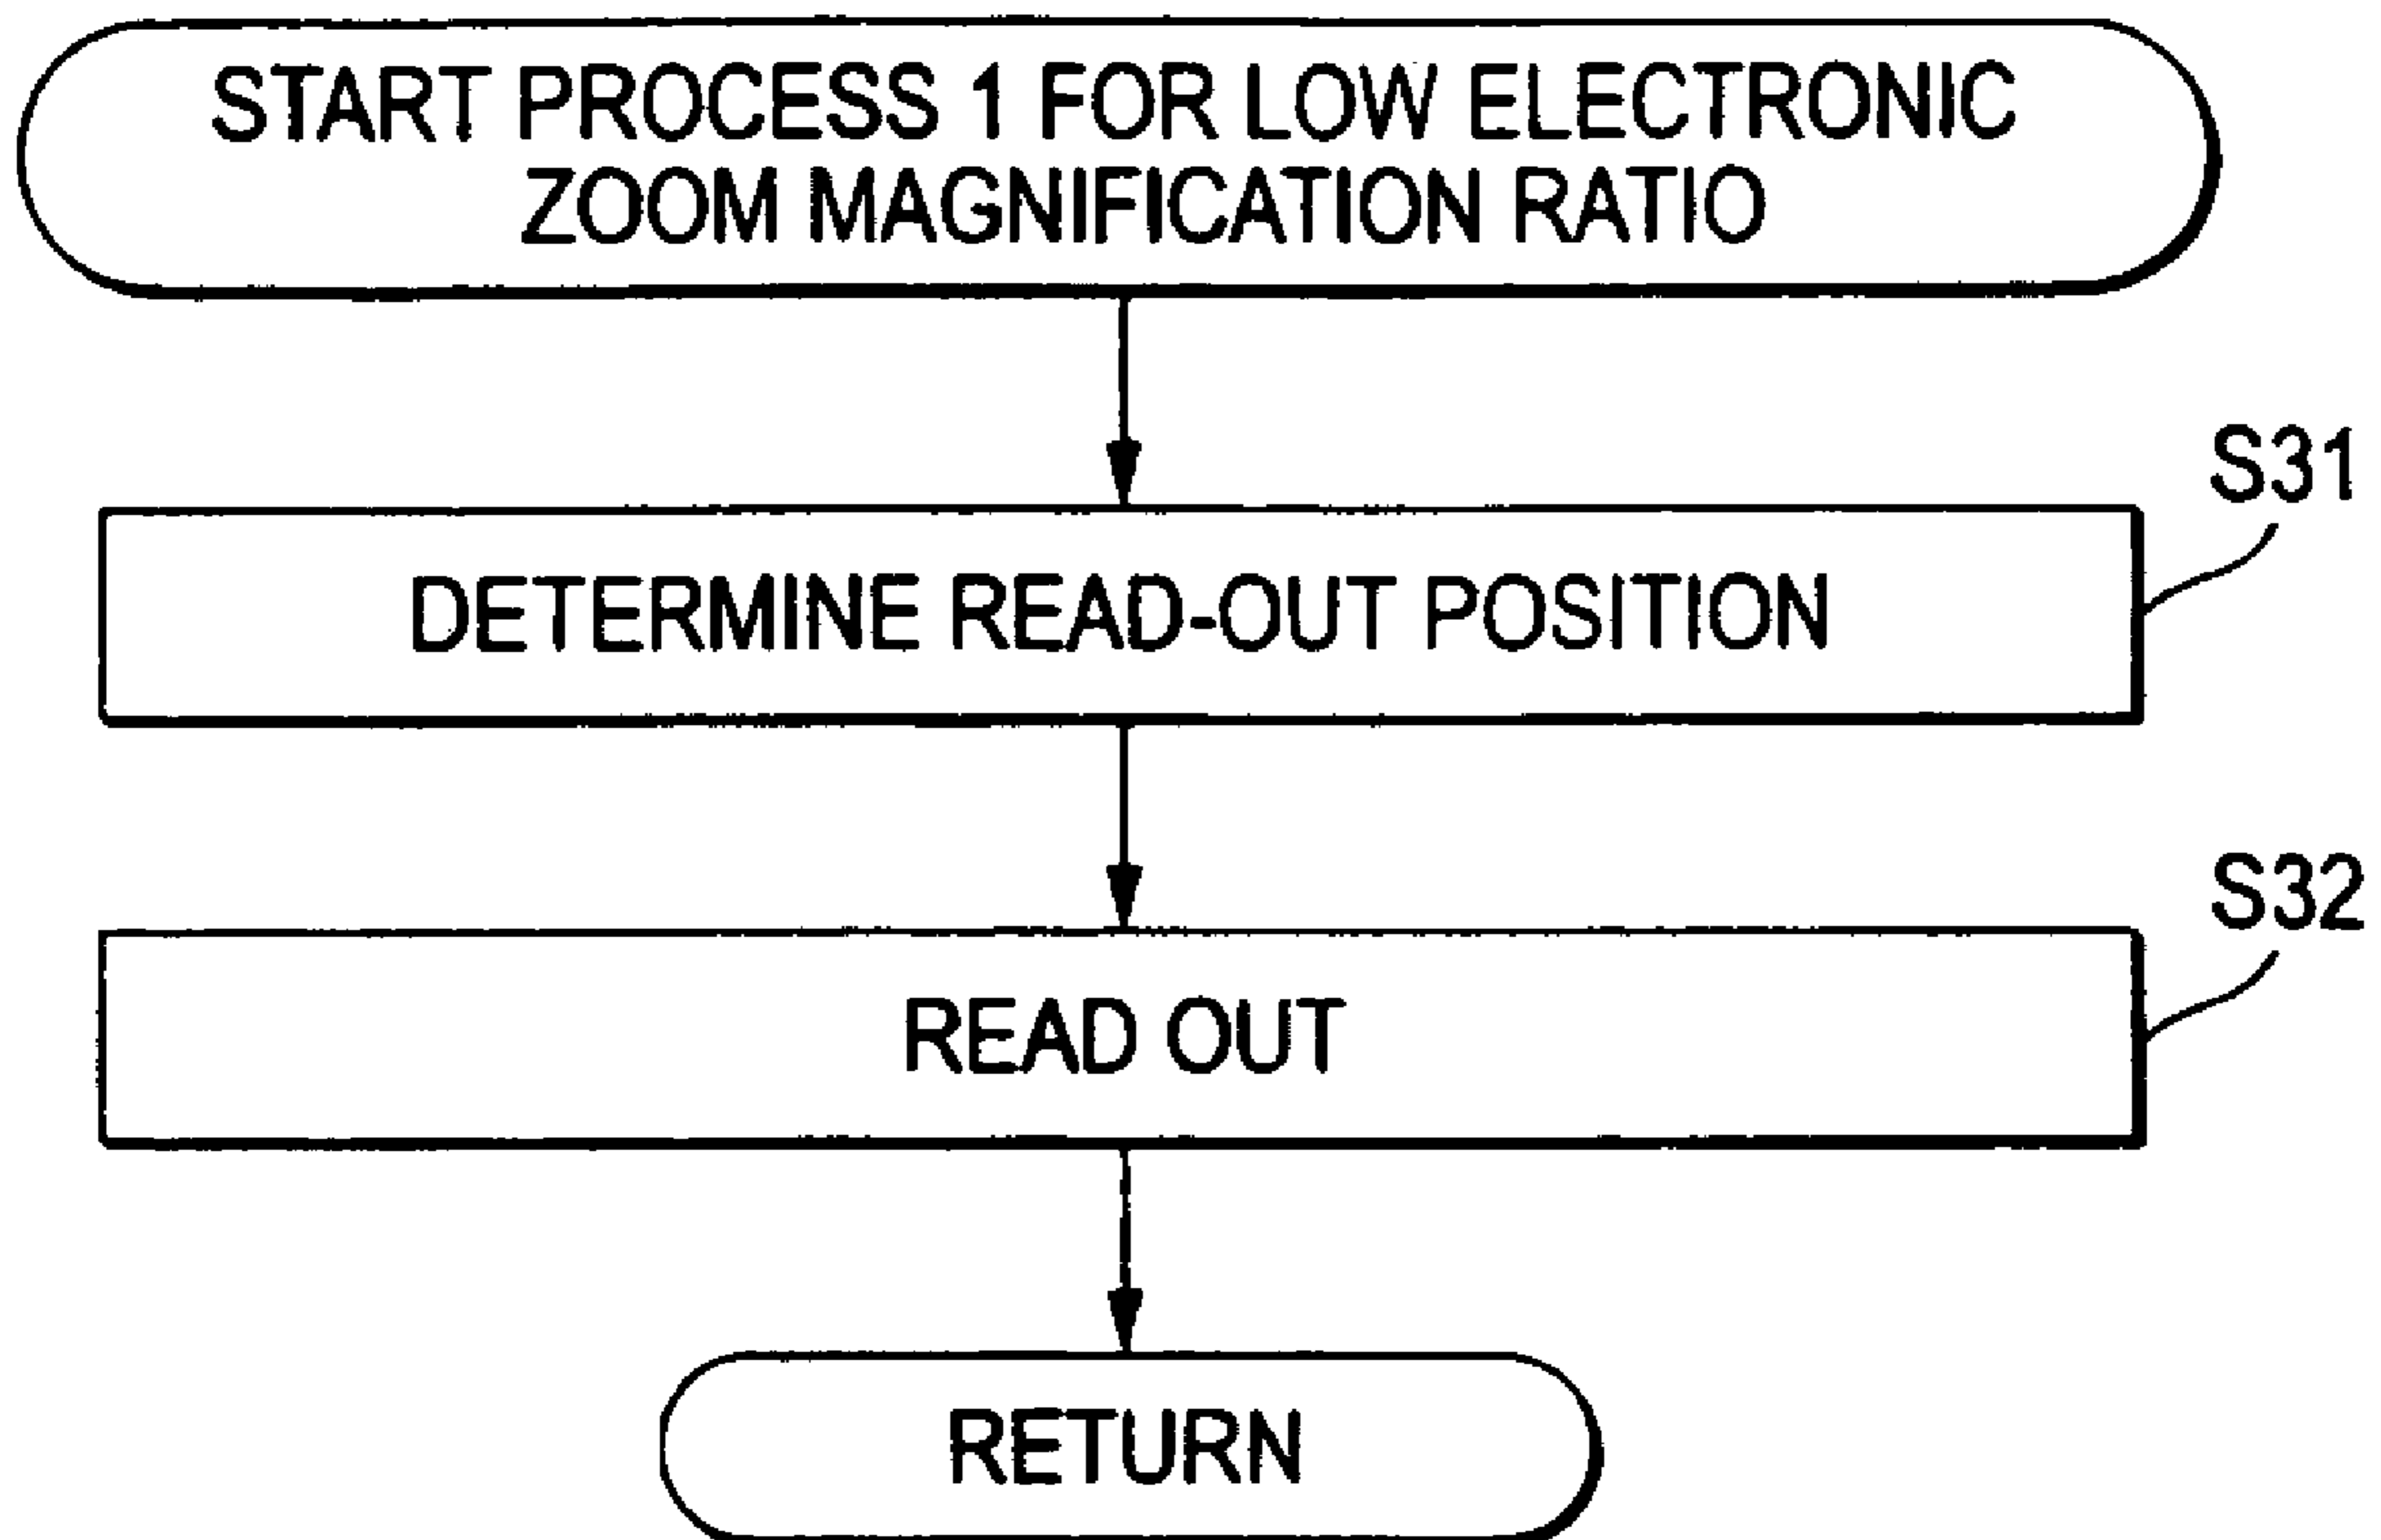 START PROCESS 1 FOR LOW ELECTRONIC
ZOOM MAGNIFICATION RATIO
S31
DETERMINE READ-OUT POSITION
S32
READ OUT
RETURN